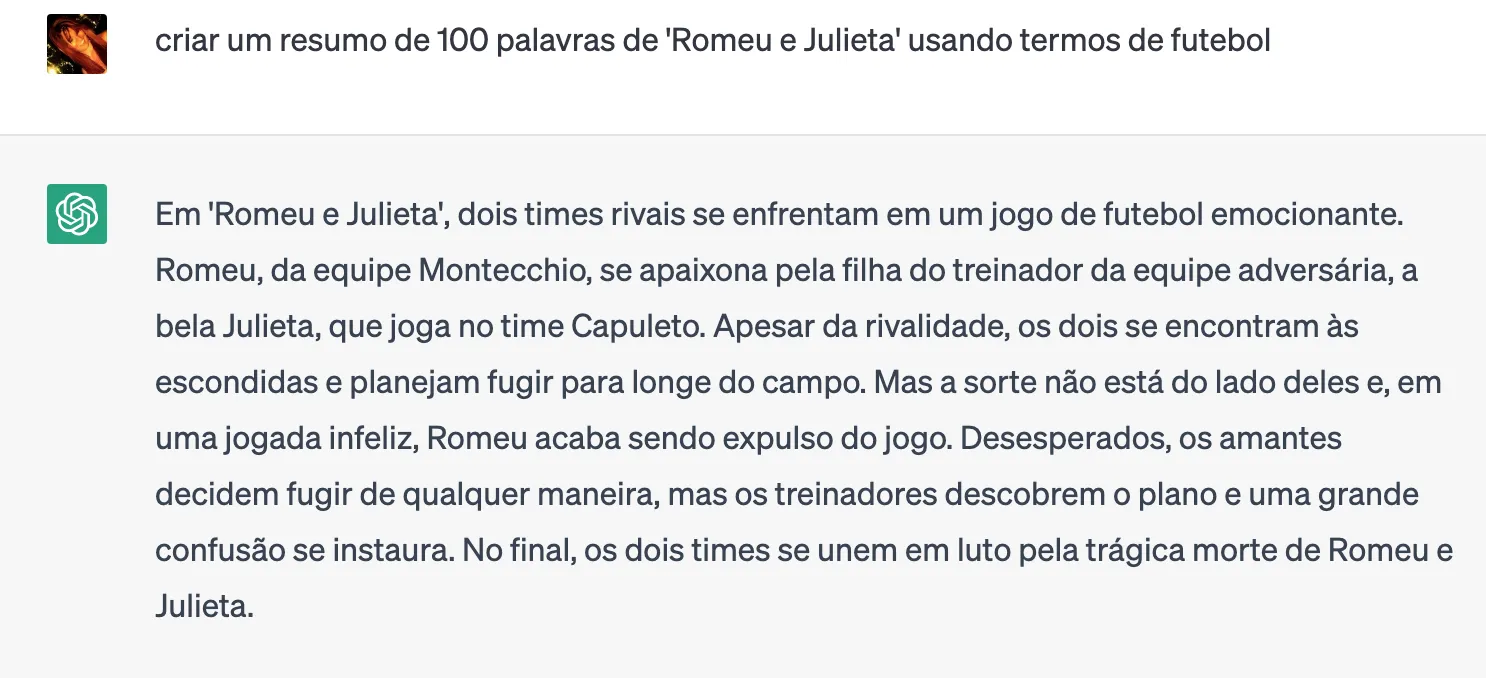 criar um resumo de 100 palavras de 'Romeu e Julieta' usando termos de futebol
Em 'Romeu e Julieta', dois times rivais se enfrentam em um jogo de futebol emocionante.
Romeu, da equipe Montecchio, se apaixona pela filha do treinador da equipe adversária, a
bela Julieta, que joga no time Capuleto. Apesar da rivalidade, os dois se encontram às
escondidas e planejam fugir para longe do campo. Mas a sorte não está do lado deles e, em
uma jogada infeliz, Romeu acaba sendo expulso do jogo. Desesperados, os amantes
decidem fugir de qualquer maneira, mas os treinadores descobrem o plano e uma grande
confusão se instaura. No final, os dois times se unem em luto pela trágica morte de Romeu e
Julieta.